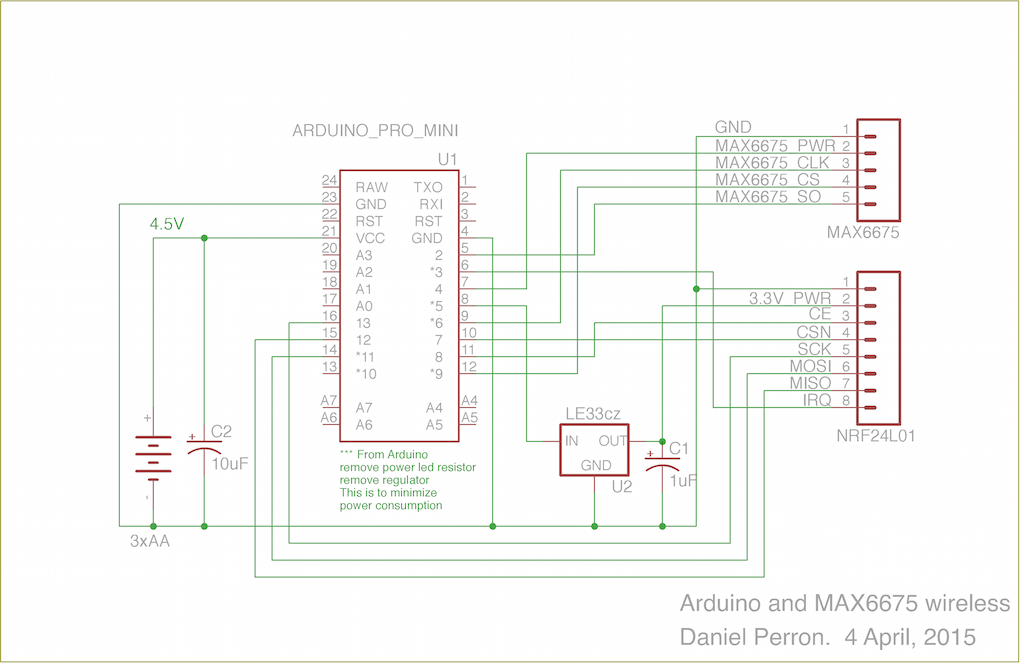 ARDUINO_PRO_MINI
U1
24 RAW TXO 1
23 GND RXI 2
22 RST RST 3
21 VCC GND 4
20 A3 2 5
19 A2 *3 6
18 A1 4 7
17 A0 *5 8
16 13 *6 9
15 12 7 10
14 *11 8 11
13 *10 *9 12
A7 A7 A4 A4
A6 A6 A5 A5
*** From Arduino
remove power led resistor
remove regulator
This is to minimize
power consumption
4.5V
+
-
3xAA
+
C2
10uF
GND 1
MAX6675 PWR 2
MAX6675 CLK 3
MAX6675 CS 4
MAX6675 SO 5
MAX6675
1
3.3V PWR 2
CE 3
CSN 4
SCK 5
MOSI 6
MISO 7
IRQ 8
NRF24L01
LE33cz
IN OUT
GND
U2
+
C1
1uF
Arduino and MAX6675 wireless
Daniel Perron. 4 April, 2015